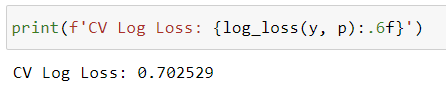 print(f'CV Log Loss: {log_loss(y, p):.6f}')
CV Log Loss: 0.702529